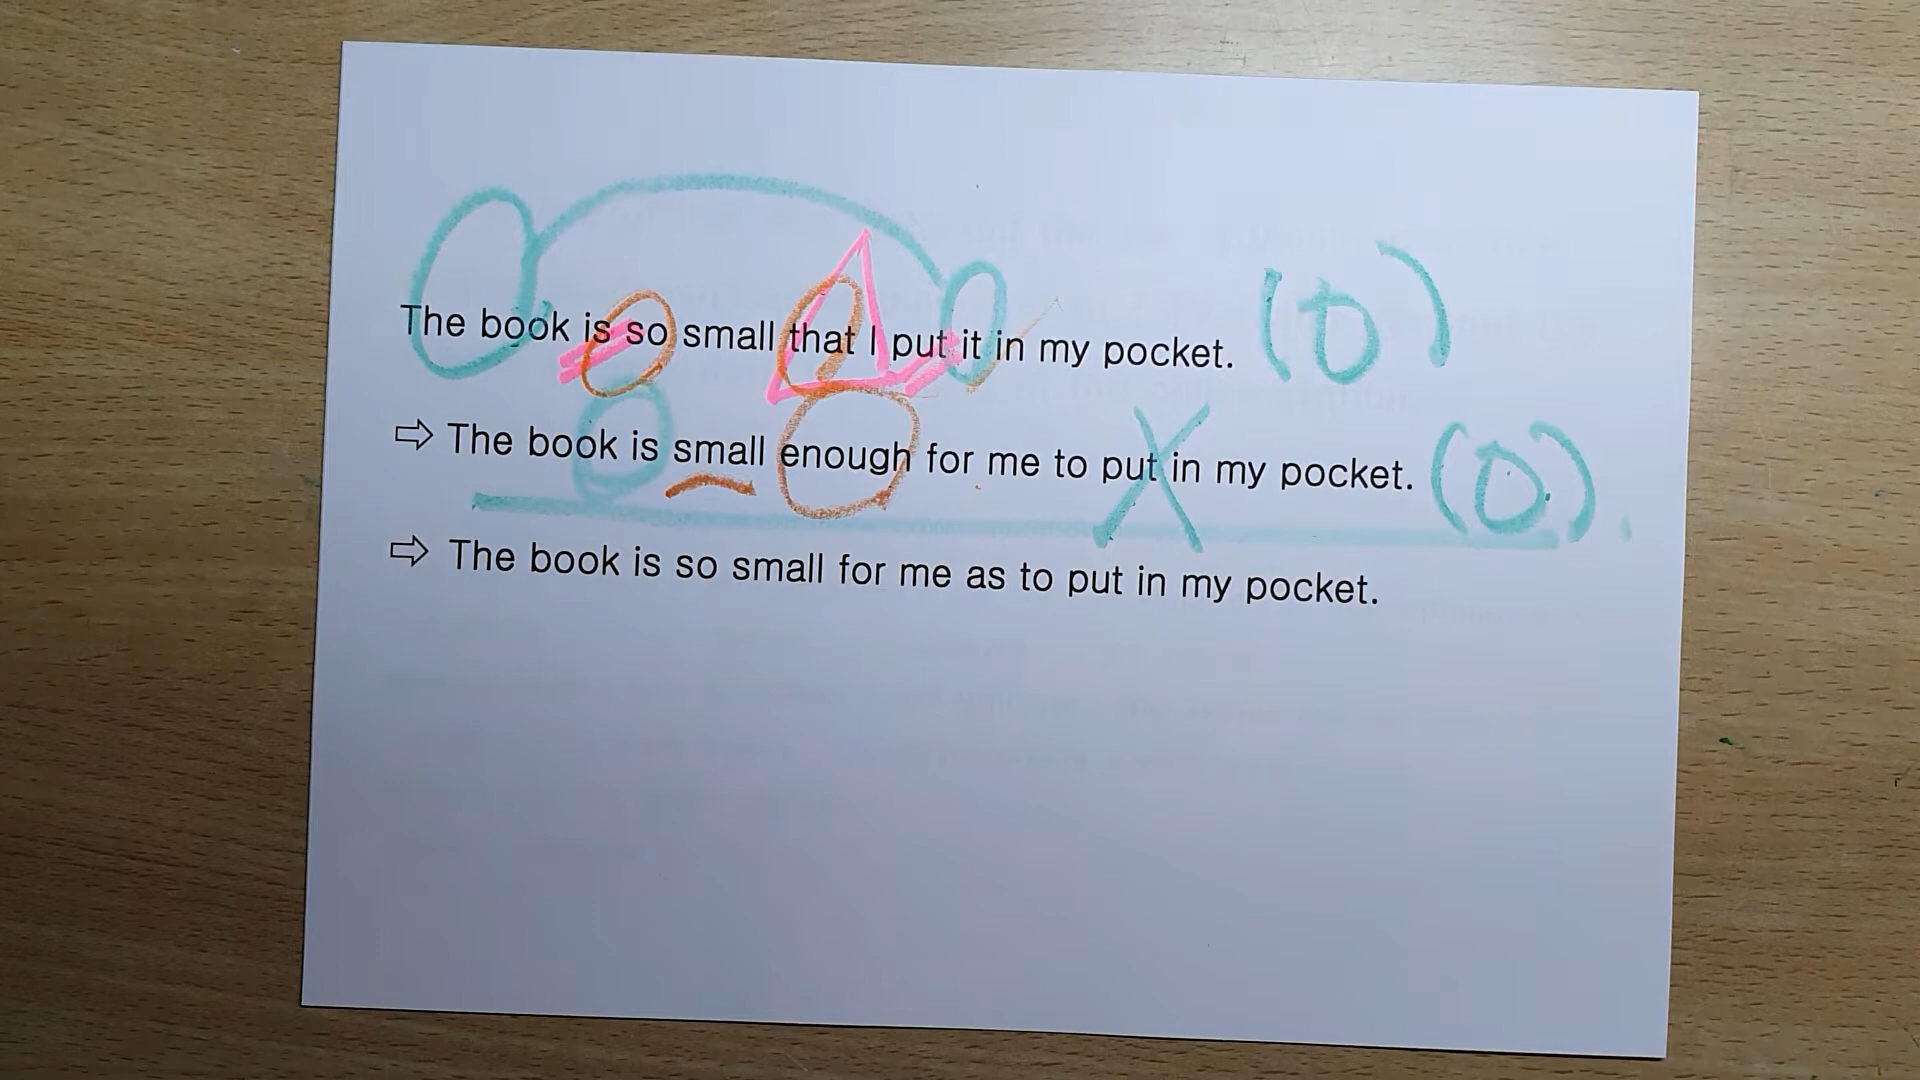 The book is so small that I put it in my pocket. (O)
⇨ The book is small enough for me to put in my pocket. (O)
X
⇨ The book is so small for me as to put in my pocket.